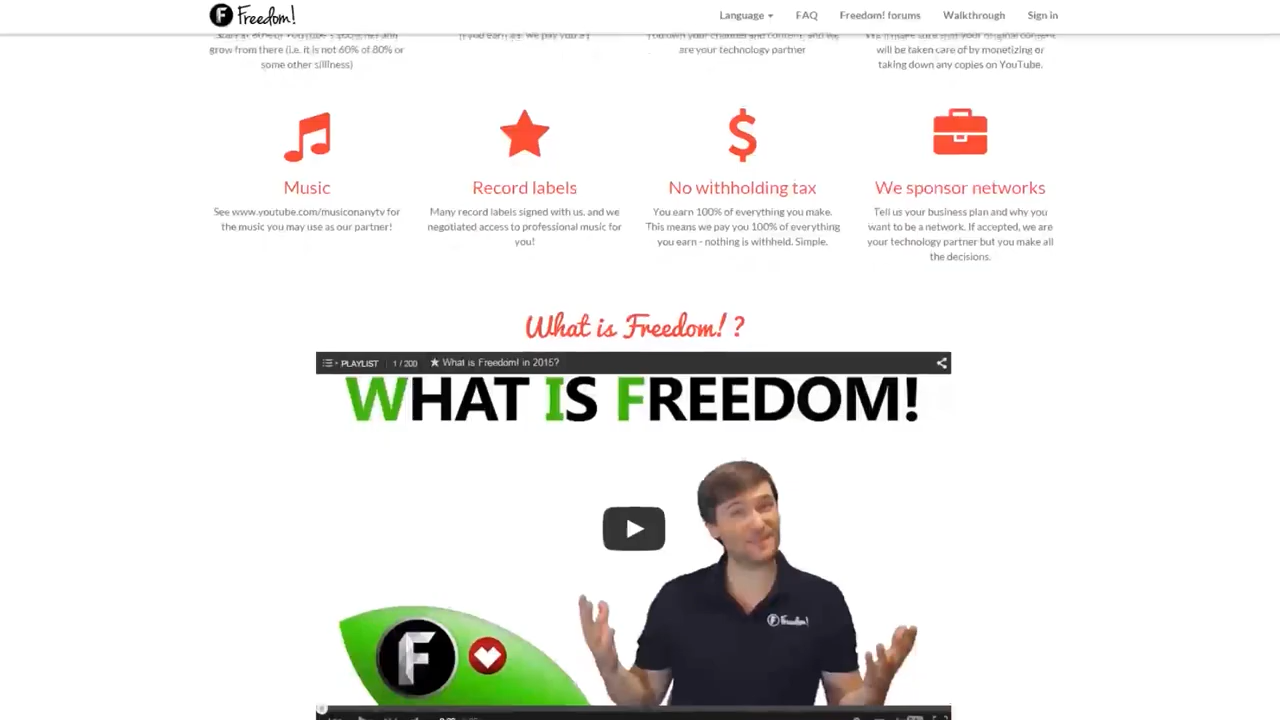 Freedom!
Language
FAQ
Freedom! forums
Walkthrough
Sign in
grow from there (i.e. it is not 60% of 80% or
some other silliness)
are your technology partner
will be taken care of by monetizing or
taking down any copies on YouTube.
Music
See www.youtube.com/musiconanytv for
the music you may use as our partner!
Record labels
Many record labels signed with us, and we
negotiated access to professional music for
you!
No withholding tax
You earn 100% of everything you make.
This means we pay you 100% of everything
you earn - nothing is withheld. Simple.
We sponsor networks
Tell us your business plan and why you
want to be a network. If accepted, we are
your technology partner but you make all
the decisions.
What is Freedom! ?
PLAYLIST 1 / 200 ★ What is Freedom! in 2015?
WHAT IS FREEDOM!
F
Freedom!